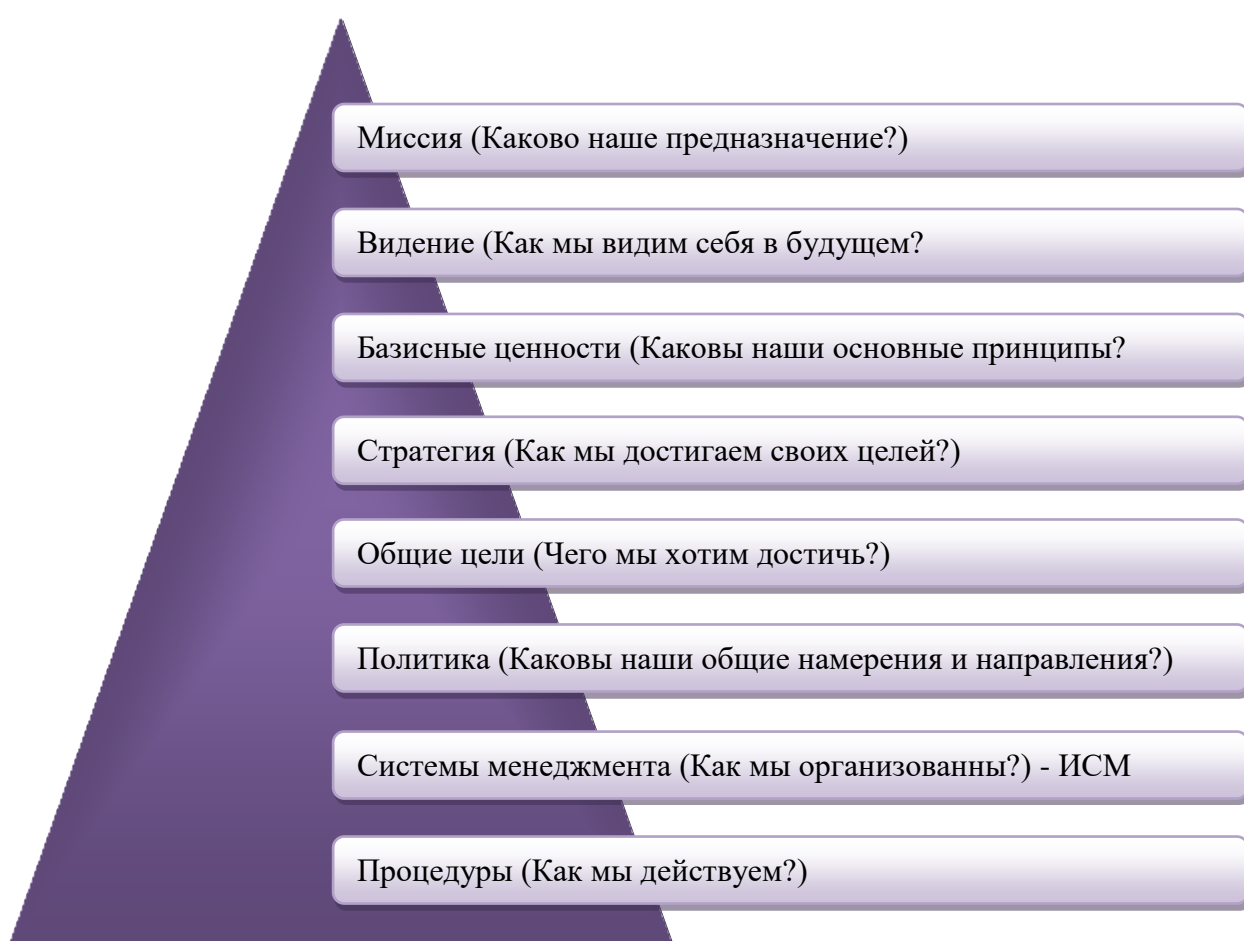 Миссия (Каково наше предназначение?)
Видение (Как мы видим себя в будущем?
Базисные ценности (Каковы наши основные принципы?
Стратегия (Как мы достигаем своих целей?)
Общие цели (Чего мы хотим достичь?)
Политика (Каковы наши общие намерения и направления?)
Системы менеджмента (Как мы организованны?) - ИСМ
Процедуры (Как мы действуем?)